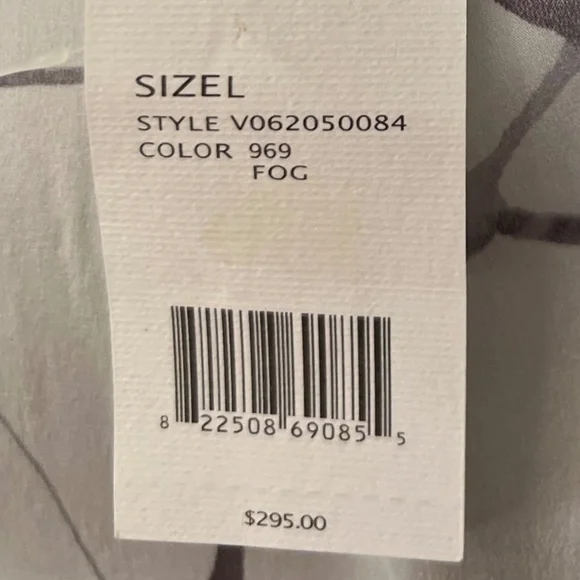 SIZEL
STYLE V062050084
COLOR 969
FOG
8 22508 69085 5
$295.00